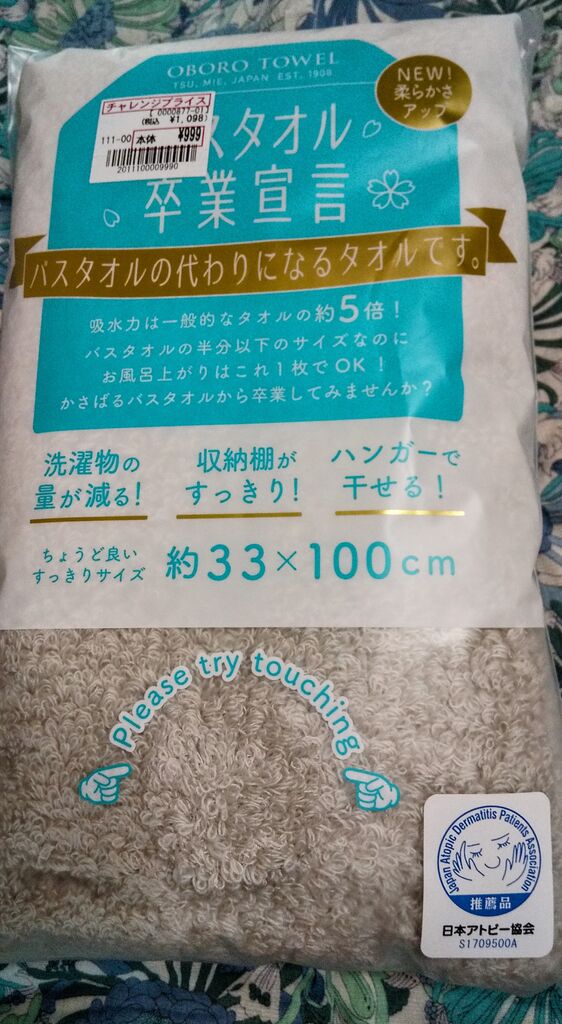 OBORO TOWEL
TSU, MIE, JAPAN EST. 1908
NEW!
柔らかさ
アップ
チャレンジプライス
[ 0000877-01]
(税込 ¥1,098)
111-00 本体 ¥999
2011100009990
スタオル
卒業宣言
バスタオルの代わりになるタオルです。
吸水力は一般的なタオルの約5倍！
バスタオルの半分以下のサイズなのに
お風呂上がりはこれ1枚でOK！
かさばるバスタオルから卒業してみませんか？
洗濯物の
量が減る！
収納棚が
すっきり！
ハンガーで
干せる！
ちょうど良い
すっきりサイズ
約33×100cm
Please try touching
Japan Atopic Dermatitis Patients Association
推薦品
日本アトピー協会
S1709500A